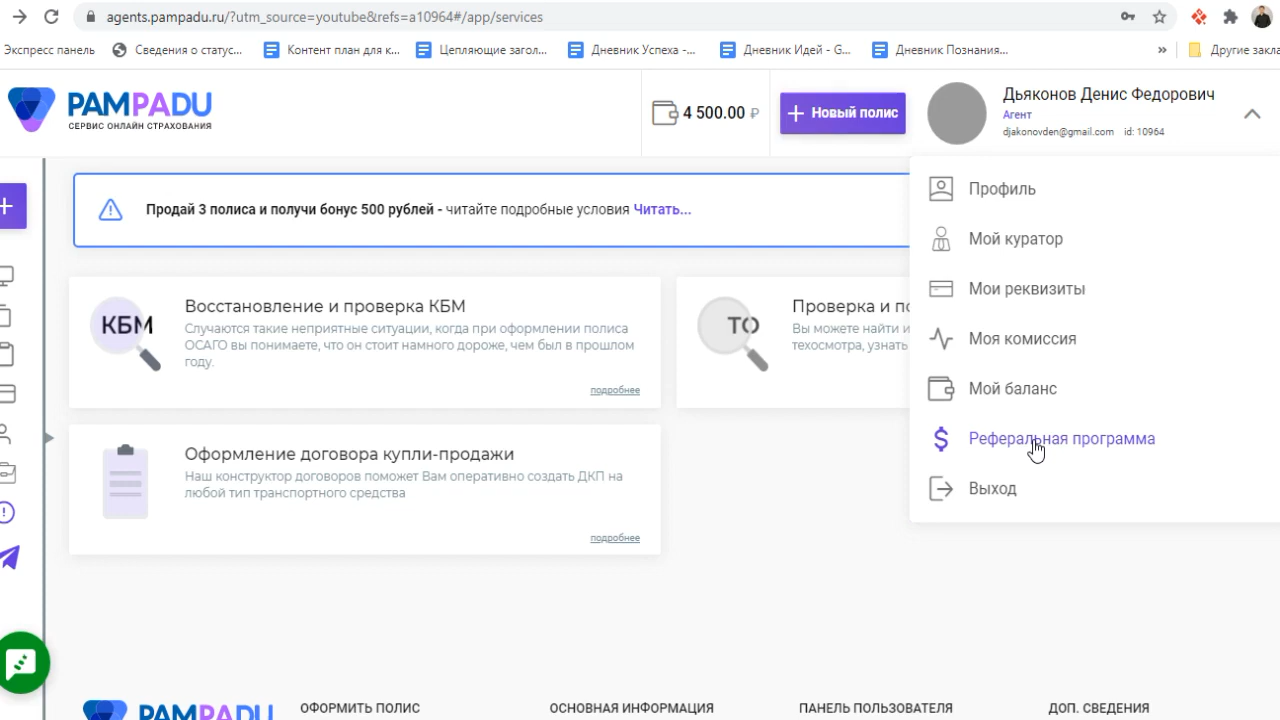 agents.pampadu.ru/?utm_source=youtube&refs=a10964#/app/services
Экспресс панель
Сведения о статус...
Контент план для к...
Цепляющие загол...
Дневник Успеха -...
Дневник Идей - G...
Дневник Познания...
»
Другие закл
PAMPADU
СЕРВИС ОНЛАЙН СТРАХОВАНИЯ
4 500.00 ₽
+ Новый полис
Дьяконов Денис Федорович
Агент
djakonovden@gmail.com id: 10964
Продай 3 полиса и получи бонус 500 рублей - читайте подробные условия Читать...
КБМ
Восстановление и проверка КБМ
Случаются такие неприятные ситуации, когда при оформлении полиса
ОСАГО вы понимаете, что он стоит намного дороже, чем был в прошлом
году.
подробнее
ТО
Проверка и по
Вы можете найти и
техосмотра, узнать
Оформление договора купли-продажи
Наш конструктор договоров поможет Вам оперативно создать ДКП на
любой тип транспортного средства
подробнее
Профиль
Мой куратор
Мои реквизиты
Моя комиссия
Мой баланс
Реферальная программа
Выход
PAMPADU
ОФОРМИТЬ ПОЛИС
ОСНОВНАЯ ИНФОРМАЦИЯ
ПАНЕЛЬ ПОЛЬЗОВАТЕЛЯ
ДОП. СВЕДЕНИЯ